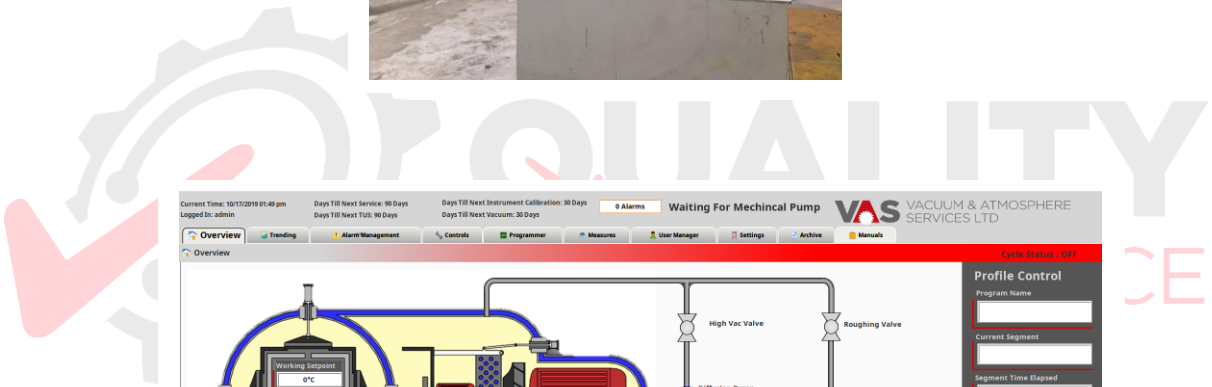 QUALITY
CE
Current Time: 10/17/2019 01:49 pm
Days Till Next Service: 90 Days
Days Till Next Instrument Calibration: 30 Days
Logged In: admin
Days Till Next TUS: 90 Days
Days Till Next Vacuum: 30 Days
0 Alarms
Waiting For Mechincal Pump
VAS
VACUUM & ATMOSPHERE
SERVICES LTD
Overview
Trending
Alarm Management
Controls
Programmer
Measures
User Manager
Settings
Archive
Manuals
Overview
Cycle Status : OFF
Profile Control
Program Name
Current Segment
Segment Time Elapsed
High Vac Valve
Roughing Valve
Working Setpoint
0°C